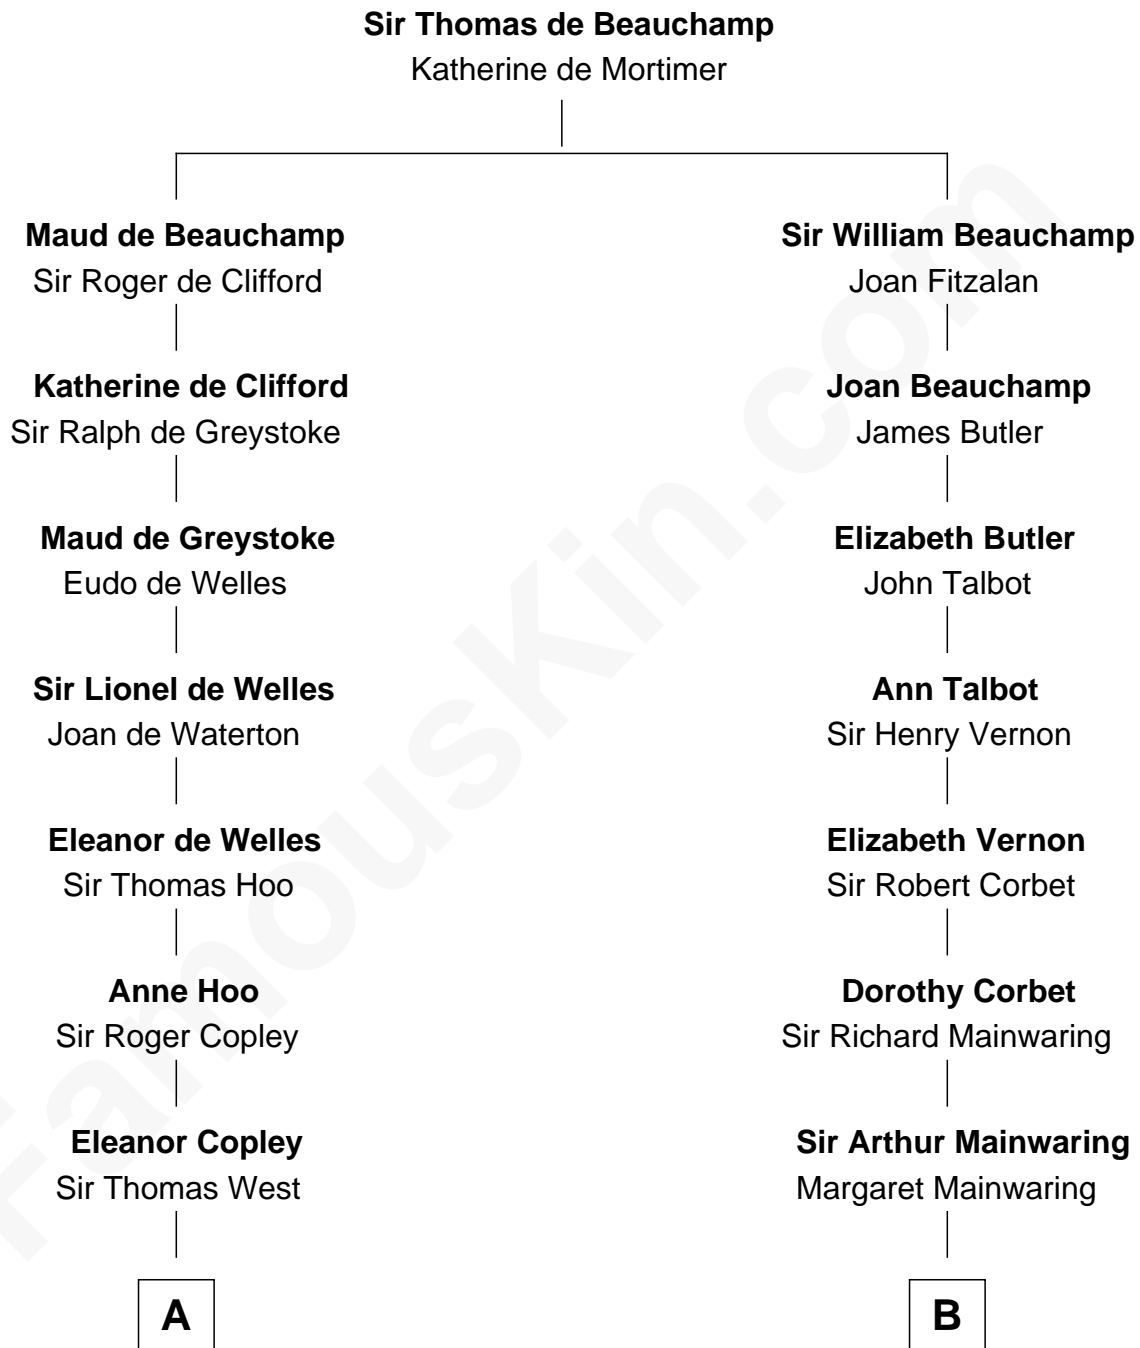 Sir Thomas de Beauchamp
Katherine de Mortimer
Maud de Beauchamp
Sir Roger de Clifford
Katherine de Clifford
Sir Ralph de Greystoke
Maud de Greystoke
Eudo de Welles
Sir Lionel de Welles
Joan de Waterton
Eleanor de Welles
Sir Thomas Hoo
Anne Hoo
Sir Roger Copley
Eleanor Copley
Sir Thomas West
A
Sir William Beauchamp
Joan Fitzalan
Joan Beauchamp
James Butler
Elizabeth Butler
John Talbot
Ann Talbot
Sir Henry Vernon
Elizabeth Vernon
Sir Robert Corbet
Dorothy Corbet
Sir Richard Mainwaring
Sir Arthur Mainwaring
Margaret Mainwaring
B
FamousKin.com